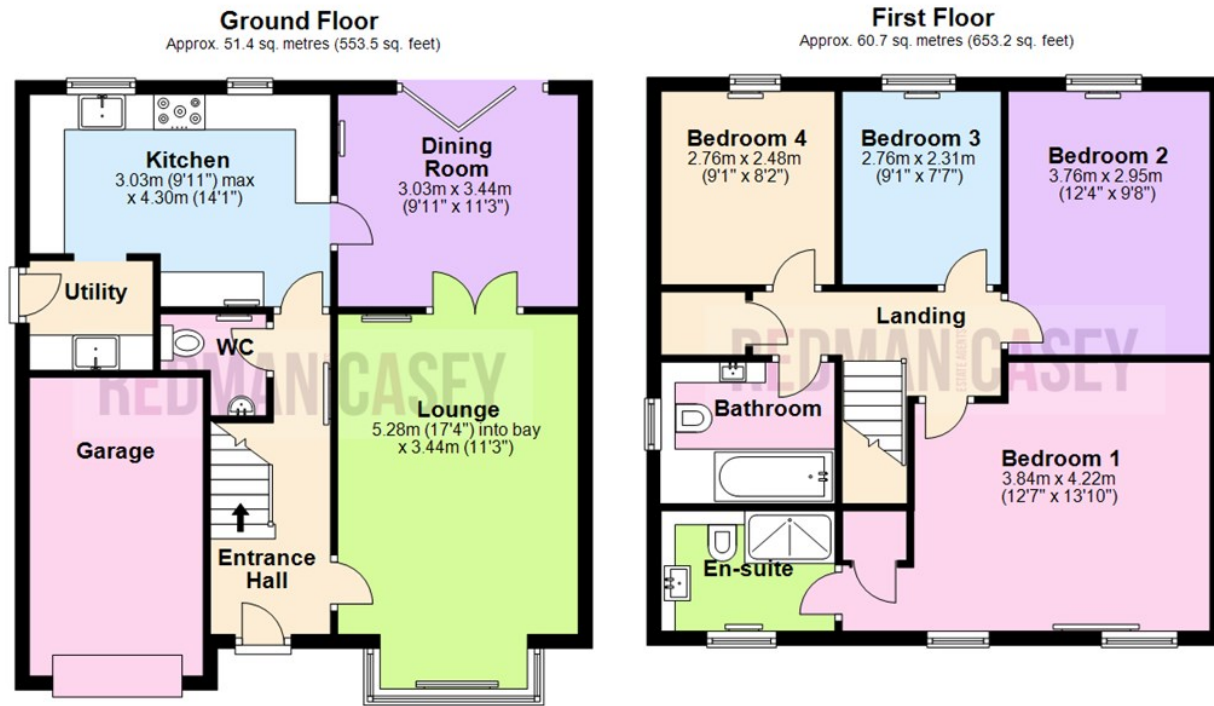 Ground Floor
Approx. 51.4 sq. metres (553.5 sq. feet)
Kitchen
3.03m (9'11") max
x 4.30m (14'1")
Dining
Room
3.03m x 3.44m
(9'11" x 11'3")
Utility
WC
Lounge
5.28m (17'4") into bay
x 3.44m (11'3")
Garage
Entrance
Hall
REDMAN CASEY
First Floor
Approx. 60.7 sq. metres (653.2 sq. feet)
Bedroom 4
2.76m x 2.48m
(9'1" x 8'2")
Bedroom 3
2.76m x 2.31m
(9'1" x 7'7")
Bedroom 2
3.76m x 2.95m
(12'4" x 9'8")
Landing
Bathroom
Bedroom 1
3.84m x 4.22m
(12'7" x 13'10")
En-suite
REDMAN CASEY
ESTATE AGENTS